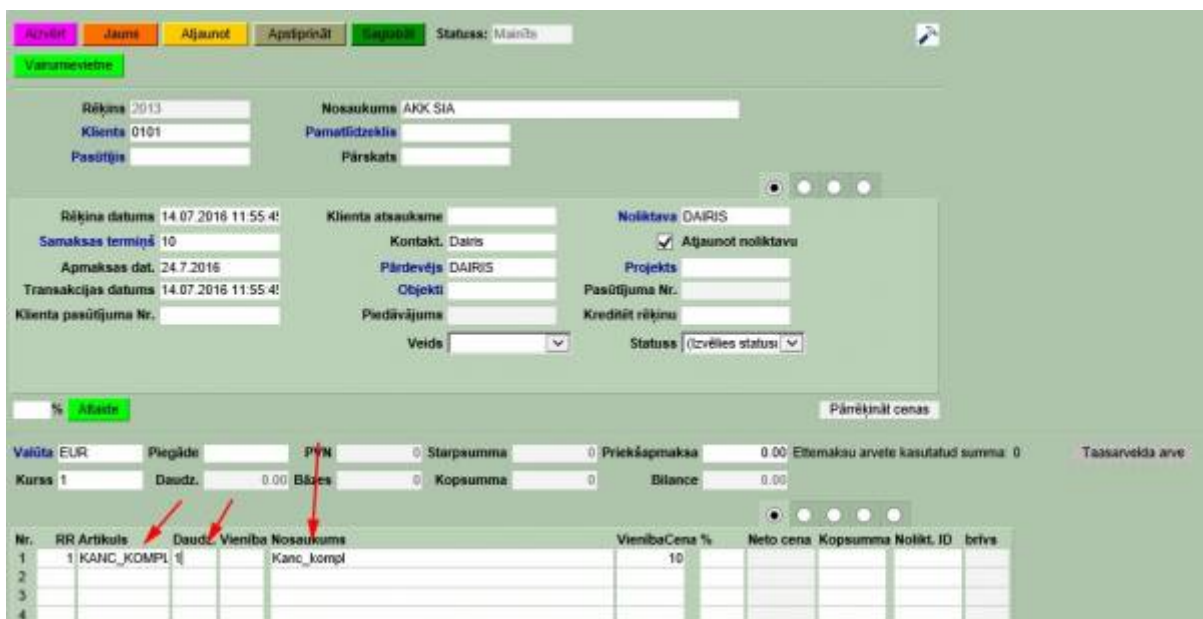 Aizvērt Jauns Atjaunot Apstiprināt Saglabāt Statuss: Mainīts
Vairumievietne
Rēķins 2013 Nosaukums AKK SIA
Klients 0101 Pamatlīdzeklis
Pasūtījis Pārskats
Rēķina datums 14.07.2016 11:55:45 Klienta atsauksme Noliktava DAIRIS
Samaksas termiņš 10 Kontakt. Dairis Atjaunot noliktavu
Apmaksas dat. 24.7.2016 Pārdevējs DAIRIS Projekts
Transakcijas datums 14.07.2016 11:55:45 Objekti Pasūtījuma Nr.
Klienta pasūtījuma Nr. Piedāvājums Kreditēt rēķinu
Veids Statuss (Izvēlies statusu
% Atlaide Pārrēķināt cenas
Valūta EUR Piegāde PVN 0 Starpsumma 0 Priekšapmaksa 0.00 Ettemaksu arvete kasutatud summa: 0 Tasaarvelda arve
Kurss 1 Daudz. 0.00 Bāzes 0 Kopsumma 0 Bilance 0.00
Nr. RR Artikuls Daudz. Vienība Nosaukums VienībaCena % Neto cena Kopsumma Nolikt. ID brīvs
1 1 KANC_KOMPL 1 Kanc_kompl 10
2
3
4